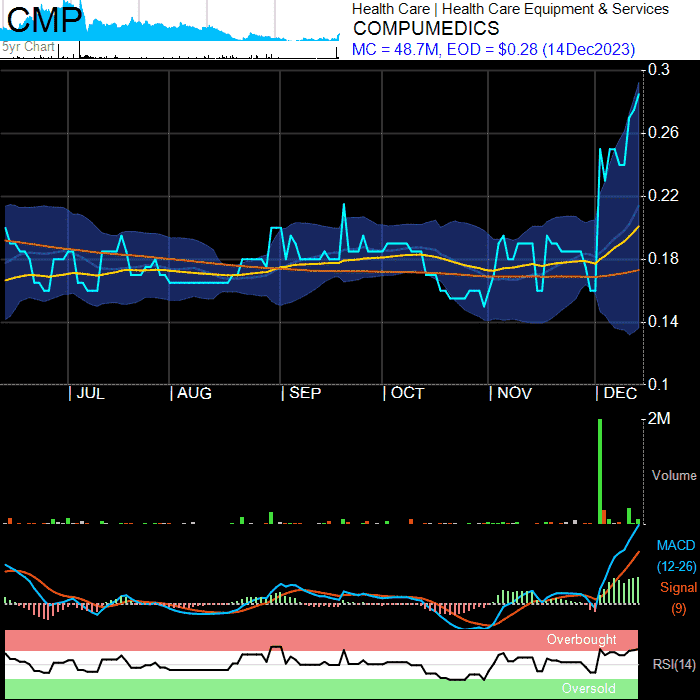 CMP
5yr Chart
Health Care | Health Care Equipment & Services
COMPUMEDICS
MC = 48.7M, EOD = $0.28 (14Dec2023)
0.3
0.26
0.22
0.18
0.14
0.1
JUL AUG SEP OCT NOV DEC
2M
Volume
MACD
(12-26)
Signal
(9)
Overbought
RSI(14)
Oversold